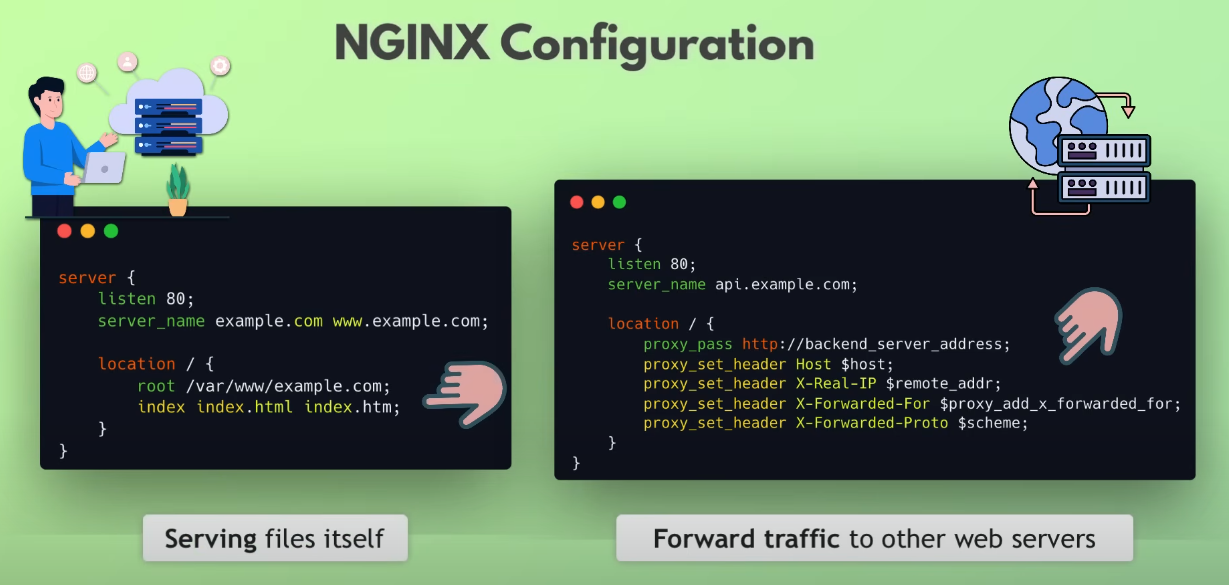 NGINX Configuration
server {
    listen 80;
    server_name example.com www.example.com;

    location / {
        root /var/www/example.com;
        index index.html index.htm;
    }
}
Serving files itself
server {
    listen 80;
    server_name api.example.com;

    location / {
        proxy_pass http://backend_server_address;
        proxy_set_header Host $host;
        proxy_set_header X-Real-IP $remote_addr;
        proxy_set_header X-Forwarded-For $proxy_add_x_forwarded_for;
        proxy_set_header X-Forwarded-Proto $scheme;
    }
}
Forward traffic to other web servers